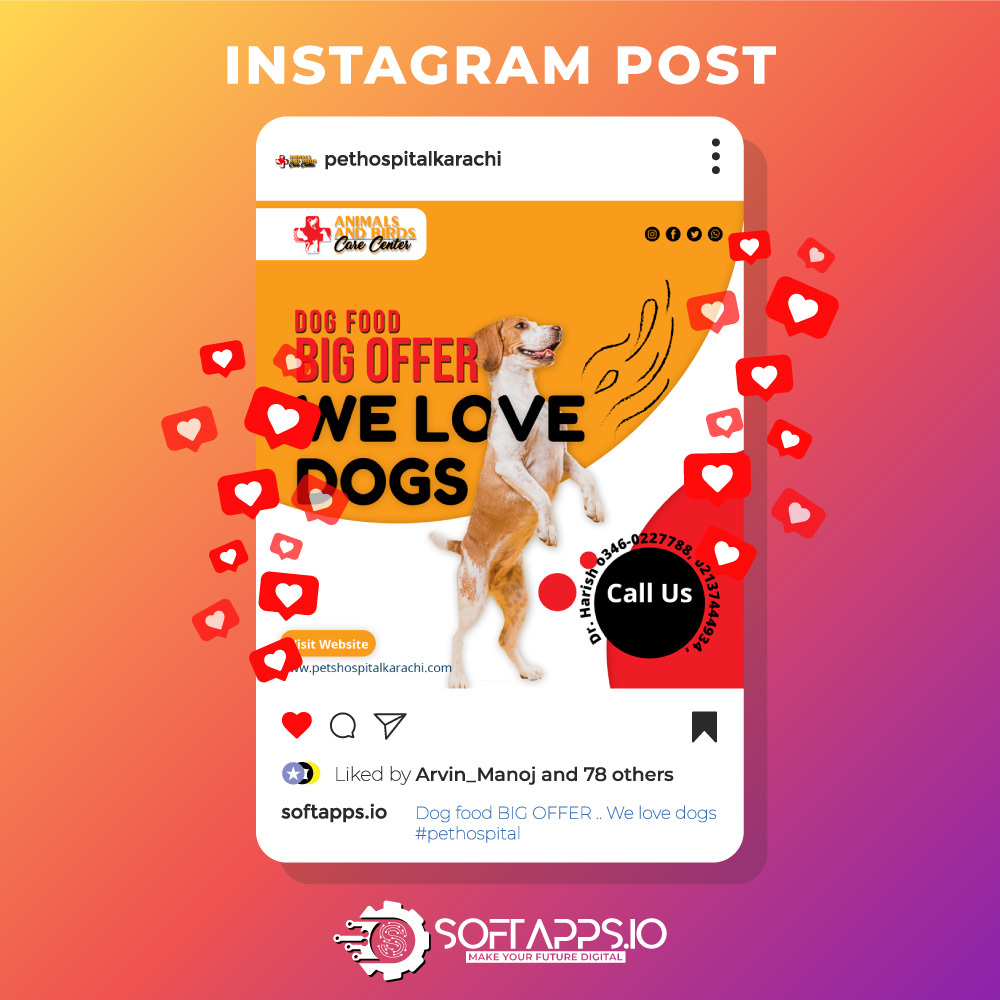 INSTAGRAM POST
pethospitalkarachi
ANIMALS
AND BIRDS
Care Center
DOG FOOD
BIG OFFER
WE LOVE
DOGS
Dr. Harish 0346-0227788, 02137444934,
Call Us
Visit Website
www.petshospitalkarachi.com
Liked by Arvin_Manoj and 78 others
softapps.io Dog food BIG OFFER .. We love dogs
#pethospital
SOFTAPPS.IO
MAKE YOUR FUTURE DIGITAL